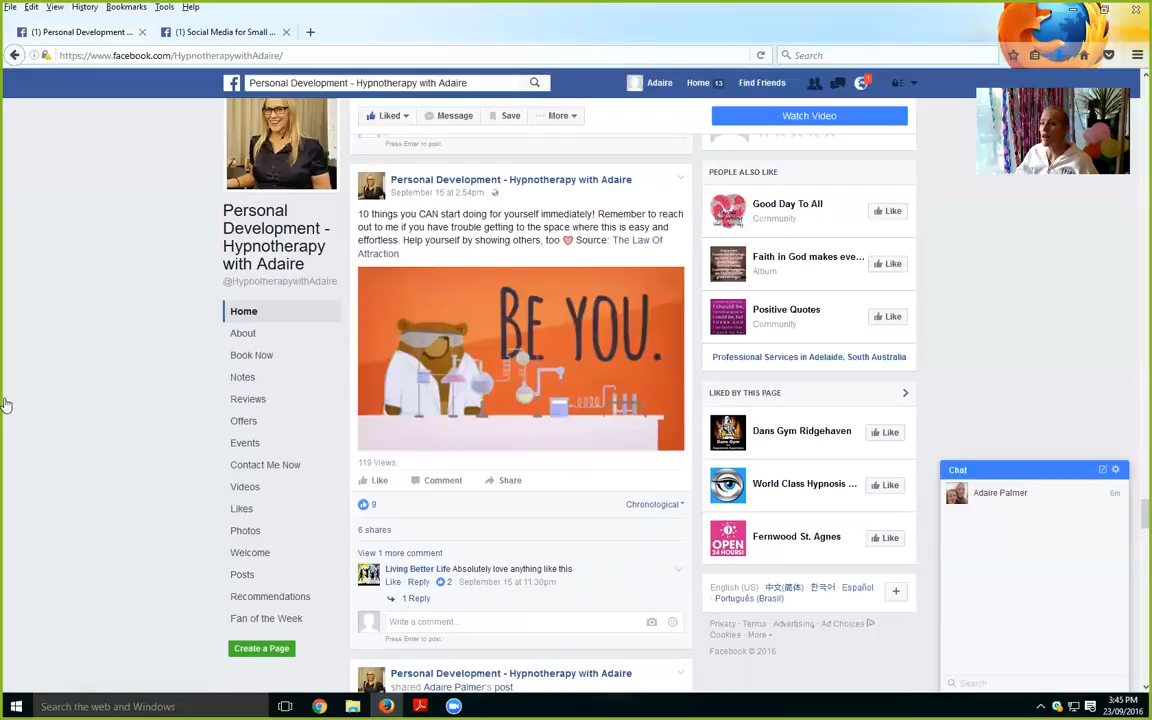 File Edit View History Bookmarks Tools Help
(1) Personal Development ...
(1) Social Media for Small ...
https://www.facebook.com/HypnotherapywithAdaire/
Search
Personal Development - Hypnotherapy with Adaire
Adaire Home 13 Find Friends
Liked Message Save More
Watch Video
Press Enter to post.
Personal Development - Hypnotherapy with Adaire
@HypnotherapywithAdaire
Home
About
Book Now
Notes
Reviews
Offers
Events
Contact Me Now
Videos
Likes
Photos
Welcome
Posts
Recommendations
Fan of the Week
Create a Page
Personal Development - Hypnotherapy with Adaire
September 15 at 2:54pm
10 things you CAN start doing for yourself immediately! Remember to reach
out to me if you have trouble getting to the space where this is easy and
effortless. Help yourself by showing others, too Source: The Law Of
Attraction
BE YOU.
119 Views
Like Comment Share
9
Chronological
6 shares
View 1 more comment
Living Better Life Absolutely love anything like this
Like · Reply · 2 · September 15 at 11:30pm
1 Reply
Write a comment...
Press Enter to post.
Personal Development - Hypnotherapy with Adaire
shared Adaire Palmer's post
PEOPLE ALSO LIKE
Good Day To All
Community
Like
Faith in God makes eve...
Album
Like
Positive Quotes
Community
Like
Professional Services in Adelaide, South Australia
LIKED BY THIS PAGE
Dans Gym Ridgehaven
Like
World Class Hypnosis ...
Like
OPEN
24 HOURS!
Fernwood St. Agnes
Like
English (US) · 中文(简体) · 한국어 · Español
· Português (Brasil)
Privacy · Terms · Advertising · Ad Choices
Cookies · More
Facebook © 2016
Chat
Adaire Palmer 6m
Search
Search the web and Windows
3:45 PM
23/09/2016